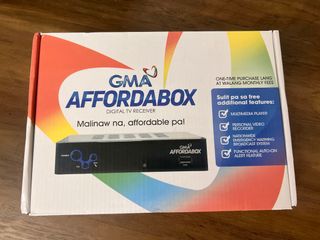 GMA
AFFORDABOX
DIGITAL TV RECEIVER
Malinaw na, affordable pa!
ONE-TIME PURCHASE LANG
AT WALANG MONTHLY FEES
Sulit pa sa free
additional features:
MULTIMEDIA PLAYER
PERSONAL VIDEO
RECORDER
NATIONWIDE
EMERGENCY WARNING
BROADCAST SYSTEM
FUNCTIONAL AUTO-ON
ALERT FEATURE
GMA
AFFORDABOX